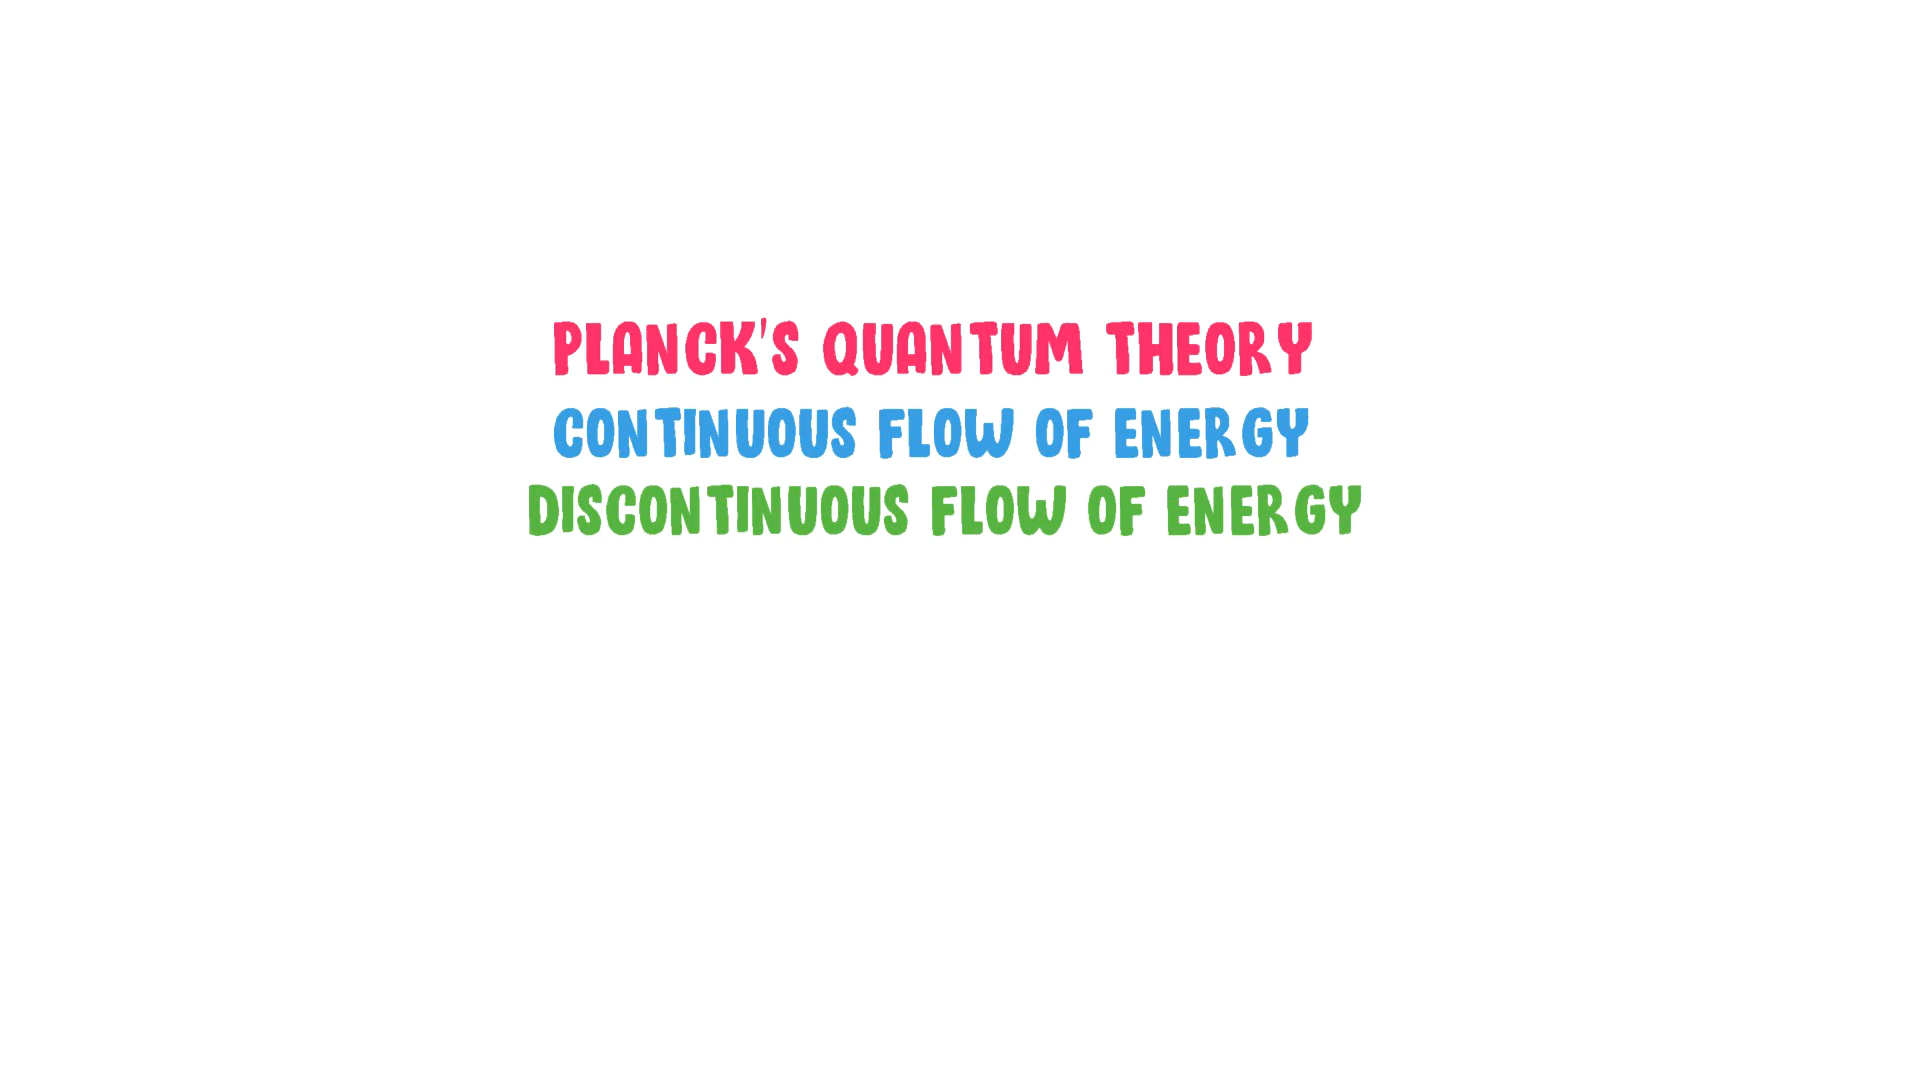 PLANCK'S QUANTUM THEORY
CONTINUOUS FLOW OF ENERGY
DISCONTINUOUS FLOW OF ENERGY